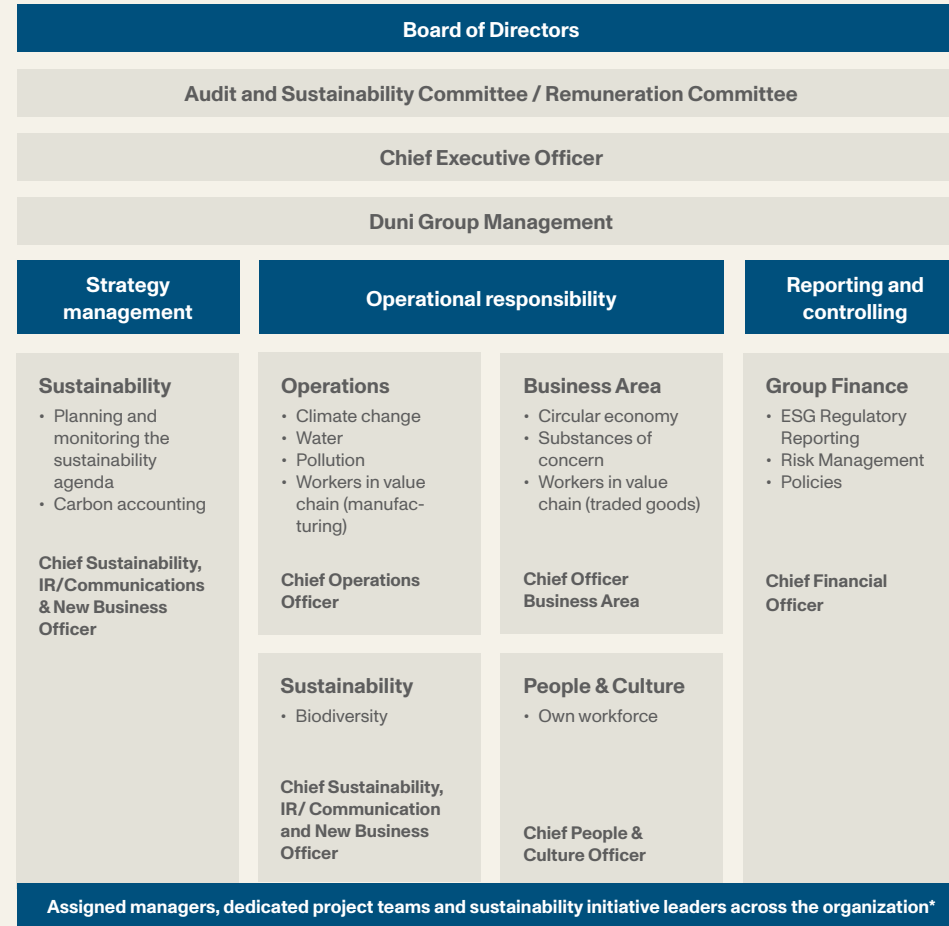 Board of Directors
Audit and Sustainability Committee / Remuneration Committee
Chief Executive Officer
Duni Group Management
Strategy
management
Operational responsibility
Reporting and
controlling
Sustainability
• Planning and
monitoring the
sustainability
agenda
• Carbon accounting
Chief Sustainability,
IR/Communications
& New Business
Officer
Operations
• Climate change
• Water
• Pollution
• Workers in value
chain (manufac-
turing)
Chief Operations
Officer
Business Area
• Circular economy
• Substances of
concern
• Workers in value
chain (traded goods)
Chief Officer
Business Area
Group Finance
• ESG Regulatory
Reporting
• Risk Management
• Policies
Chief Financial
Officer
Sustainability
• Biodiversity
Chief Sustainability,
IR/ Communication
and New Business
Officer
People & Culture
• Own workforce
Chief People &
Culture Officer
Assigned managers, dedicated project teams and sustainability initiative leaders across the organization*